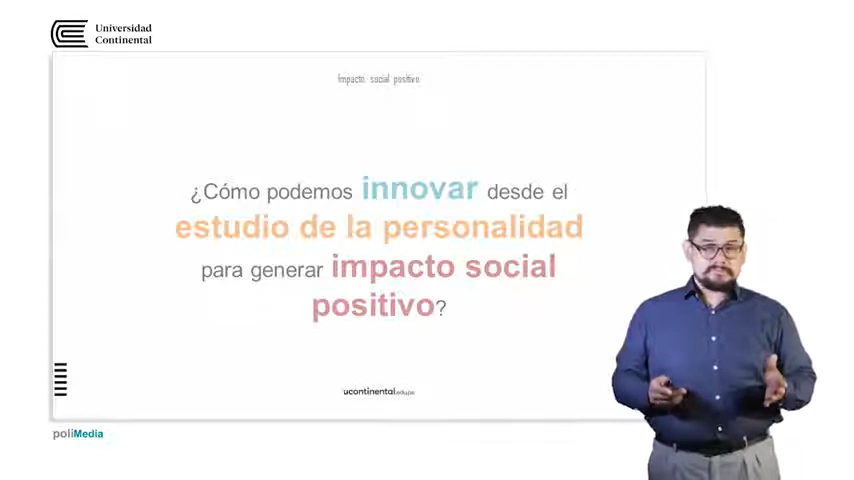 Universidad
Continental
Impacto social positivo
¿Cómo podemos innovar desde el
estudio de la personalidad
para generar impacto social
positivo?
ucontinental.edu.pe
poliMedia